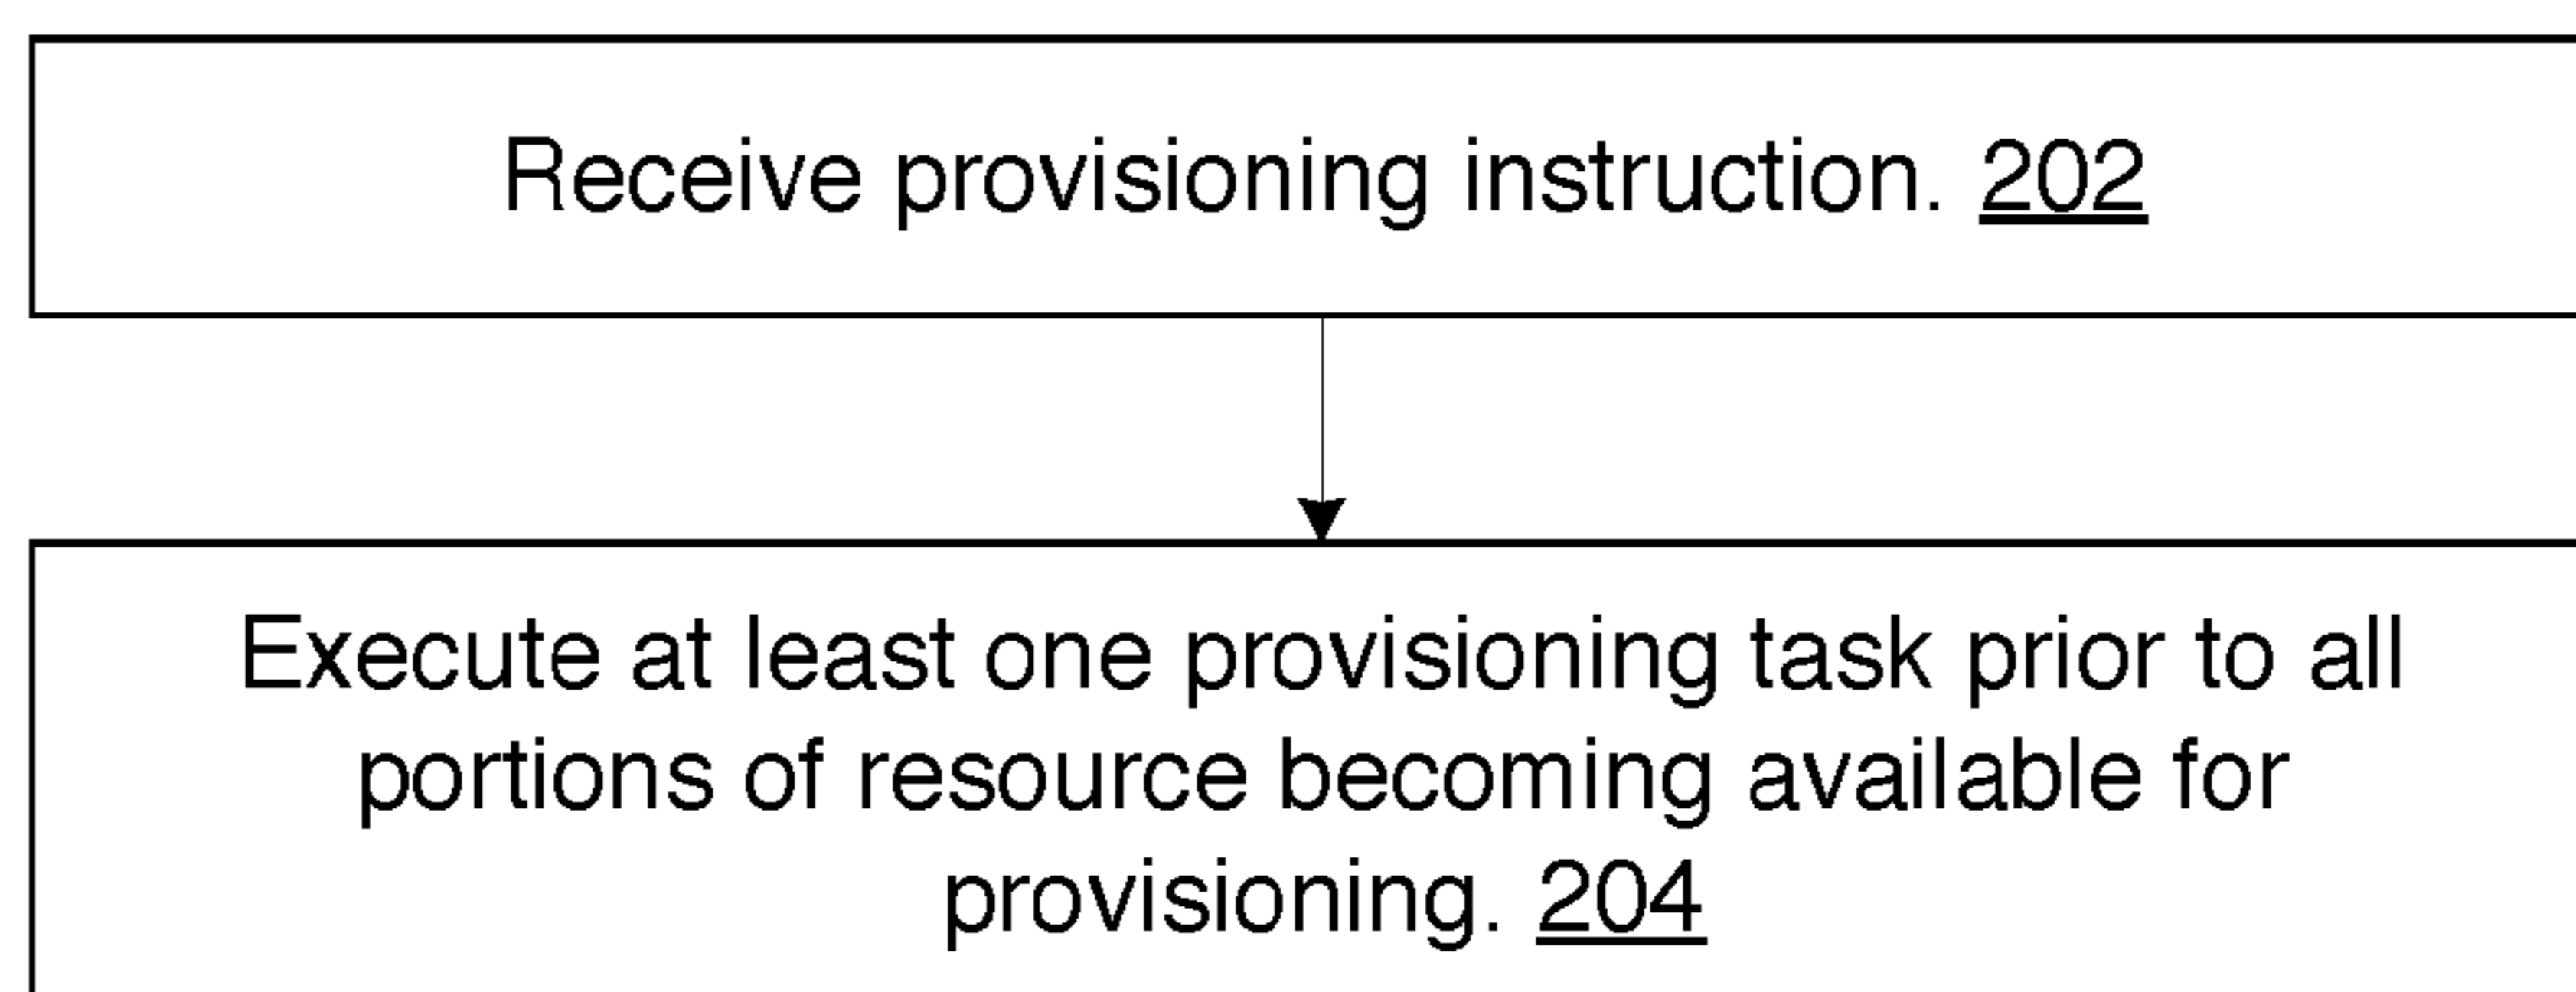 Receive provisioning instruction. 202
Execute at least one provisioning task prior to all
portions of resource becoming available for
provisioning. 204